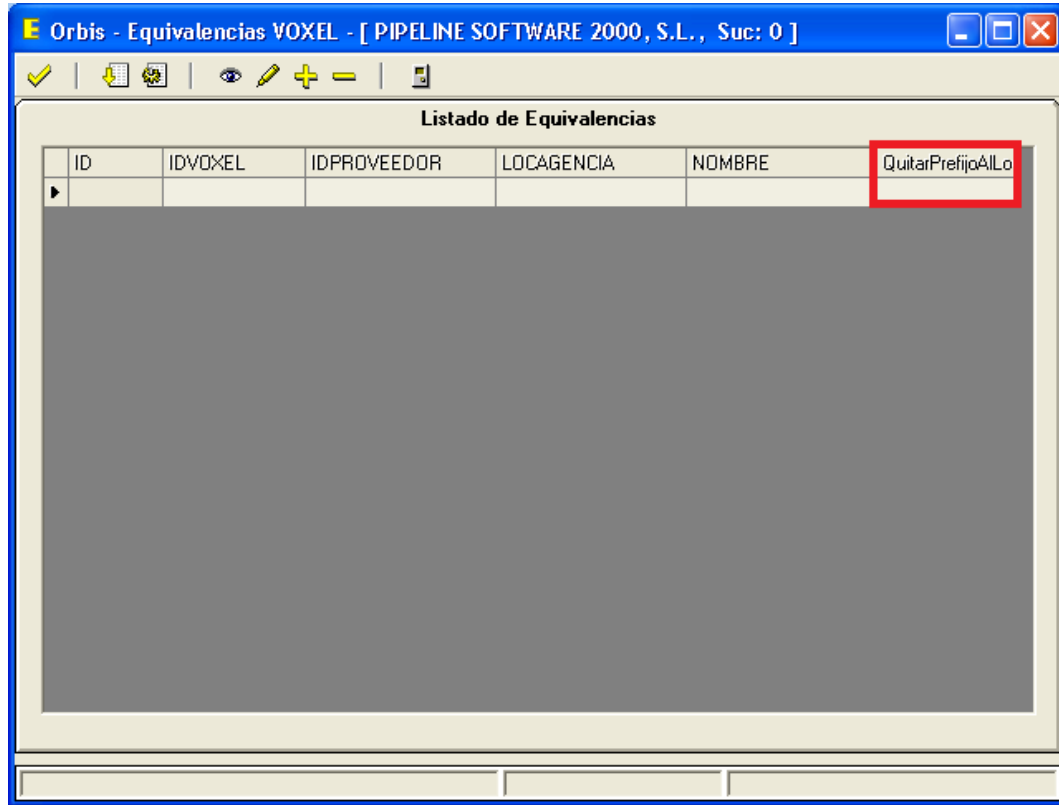 E Orbis - Equivalencias VOXEL - [ PIPELINE SOFTWARE 2000, S.L., Suc: 0 ]
Listado de Equivalencias
ID IDVOXEL IDPROVEEDOR LOCAGENCIA NOMBRE QuitarPrefijoAlLo